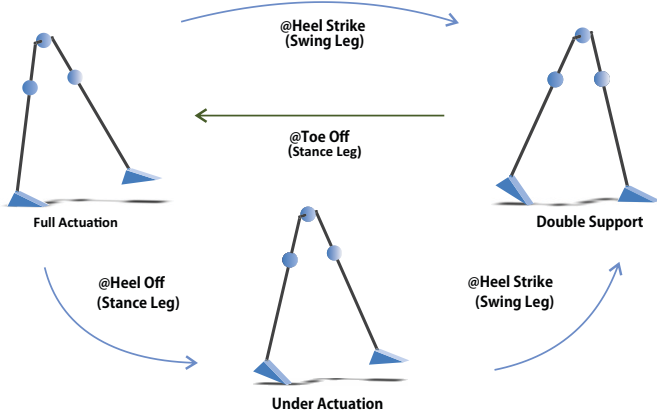 @Heel Strike
(Swing Leg)
@Toe Off
(Stance Leg)
Full Actuation
Double Support
@Heel Off
(Stance Leg)
@Heel Strike
(Swing Leg)
Under Actuation